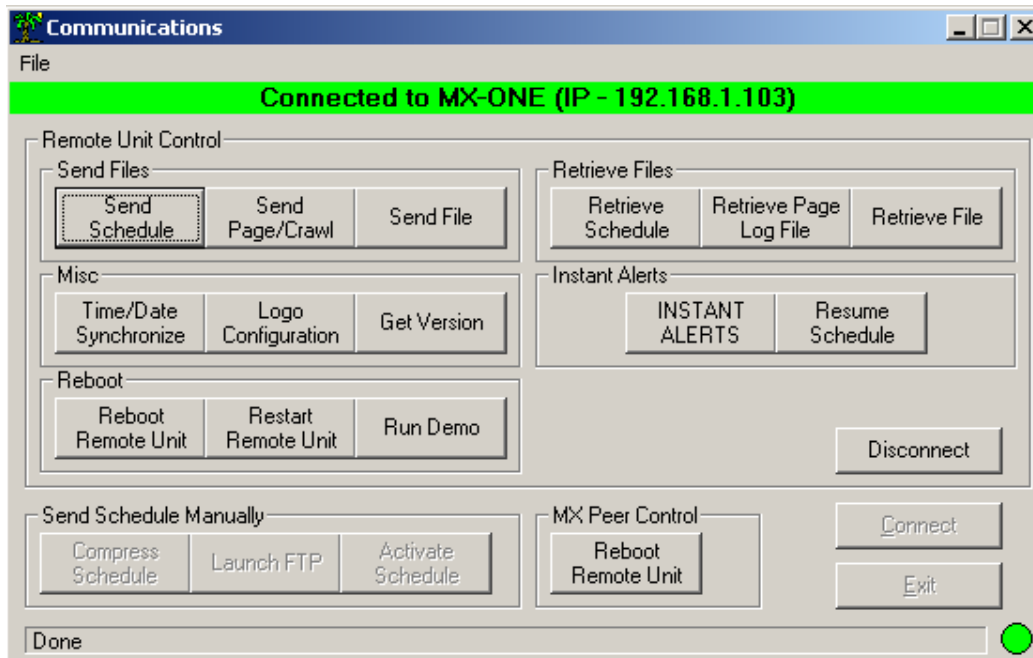 Communications
File
Connected to MX-ONE (IP - 192.168.1.103)
Remote Unit Control
Send Files
Send
Schedule
Send
Page/Crawl
Send File
Retrieve Files
Retrieve
Schedule
Retrieve Page
Log File
Retrieve File
Misc
Time/Date
Synchronize
Logo
Configuration
Get Version
Instant Alerts
INSTANT
ALERTS
Resume
Schedule
Reboot
Reboot
Remote Unit
Restart
Remote Unit
Run Demo
Disconnect
Send Schedule Manually
Compress
Schedule
Launch FTP
Activate
Schedule
MX Peer Control
Reboot
Remote Unit
Connect
Exit
Done